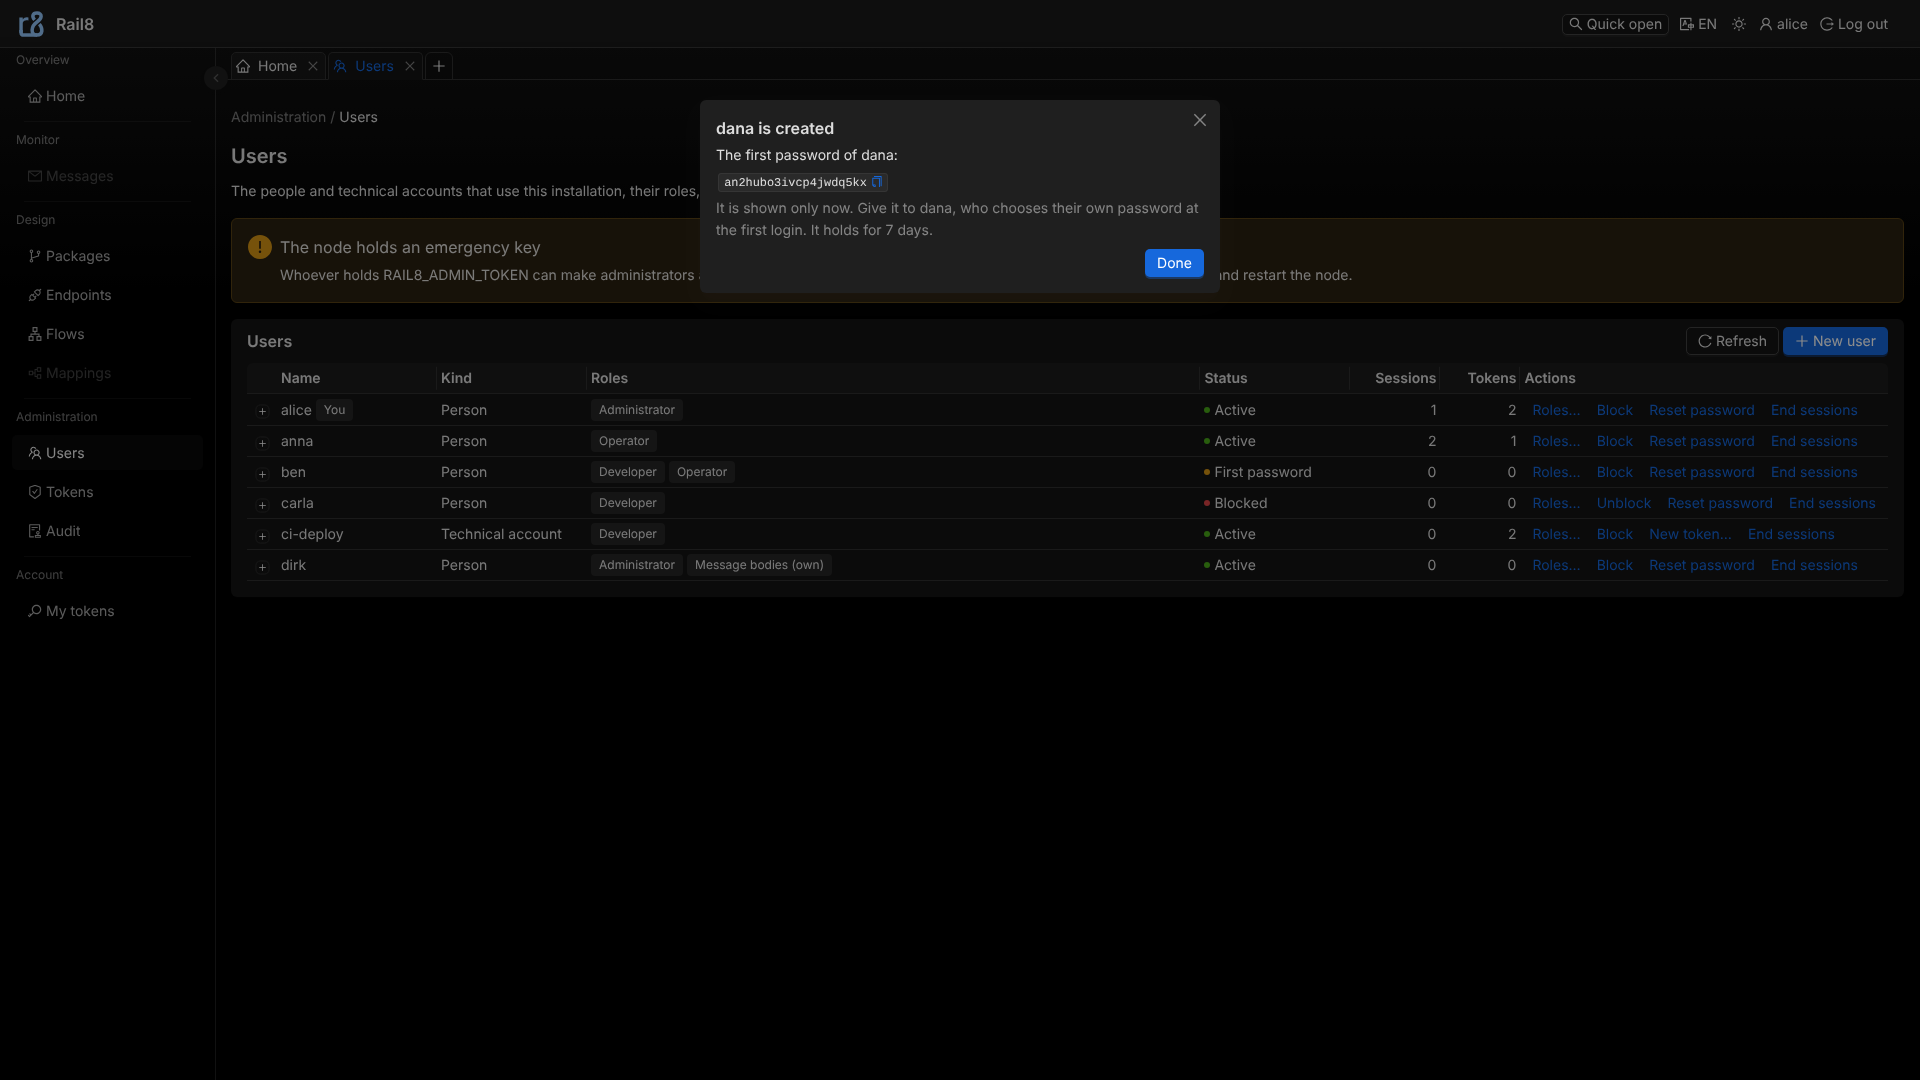 Rail8
Quick open
EN
alice
Log out
Overview
Home
Monitor
Messages
Design
Packages
Endpoints
Flows
Mappings
Administration
Users
Tokens
Audit
Account
My tokens
Home
Users
Administration / Users
Users
The people and technical accounts that use this installation, their roles,
The node holds an emergency key
Whoever holds RAIL8_ADMIN_TOKEN can make administrators
and restart the node.
dana is created
The first password of dana:
an2hubo3ivcp4jwdq5kx
It is shown only now. Give it to dana, who chooses their own password at
the first login. It holds for 7 days.
Done
Users
Refresh
New user
Name Kind Roles Status Sessions Tokens Actions
alice You Person Administrator Active 1 2 Roles... Block Reset password End sessions
anna Person Operator Active 2 1 Roles... Block Reset password End sessions
ben Person Developer Operator First password 0 0 Roles... Block Reset password End sessions
carla Person Developer Blocked 0 0 Roles... Unblock Reset password End sessions
ci-deploy Technical account Developer Active 0 2 Roles... Block New token... End sessions
dirk Person Administrator Message bodies (own) Active 0 0 Roles... Block Reset password End sessions